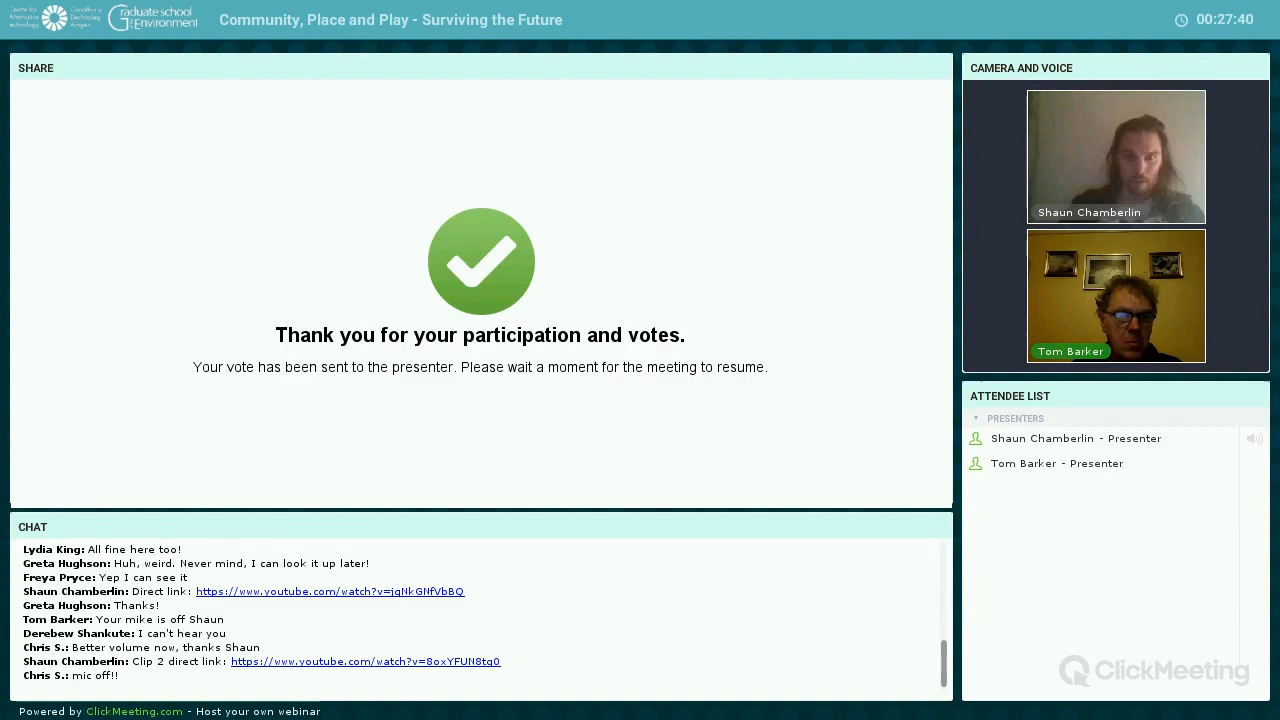 Centre for Alternative Technology
Graduate school of the Environment
Community, Place and Play - Surviving the Future
00:27:40
SHARE
Thank you for your participation and votes.
Your vote has been sent to the presenter. Please wait a moment for the meeting to resume.
CAMERA AND VOICE
Shaun Chamberlin
Tom Barker
ATTENDEE LIST
PRESENTERS
Shaun Chamberlin - Presenter
Tom Barker - Presenter
CHAT
Lydia King: All fine here too!
Greta Hughson: Huh, weird. Never mind, I can look it up later!
Freya Pryce: Yep I can see it
Shaun Chamberlin: Direct link: https://www.youtube.com/watch?v=jqNkGNfVbBQ
Greta Hughson: Thanks!
Tom Barker: Your mike is off Shaun
Derebew Shankute: I can't hear you
Chris S.: Better volume now, thanks Shaun
Shaun Chamberlin: Clip 2 direct link: https://www.youtube.com/watch?v=8oxYFUN8tq0
Chris S.: mic off!!
ClickMeeting
Powered by ClickMeeting.com - Host your own webinar